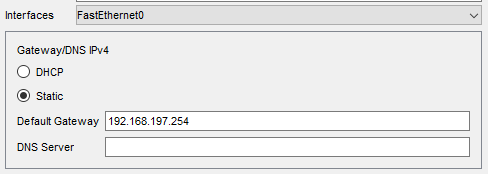 Interfaces FastEthernet0
Gateway/DNS IPv4
DHCP
Static
Default Gateway 192.168.197.254
DNS Server